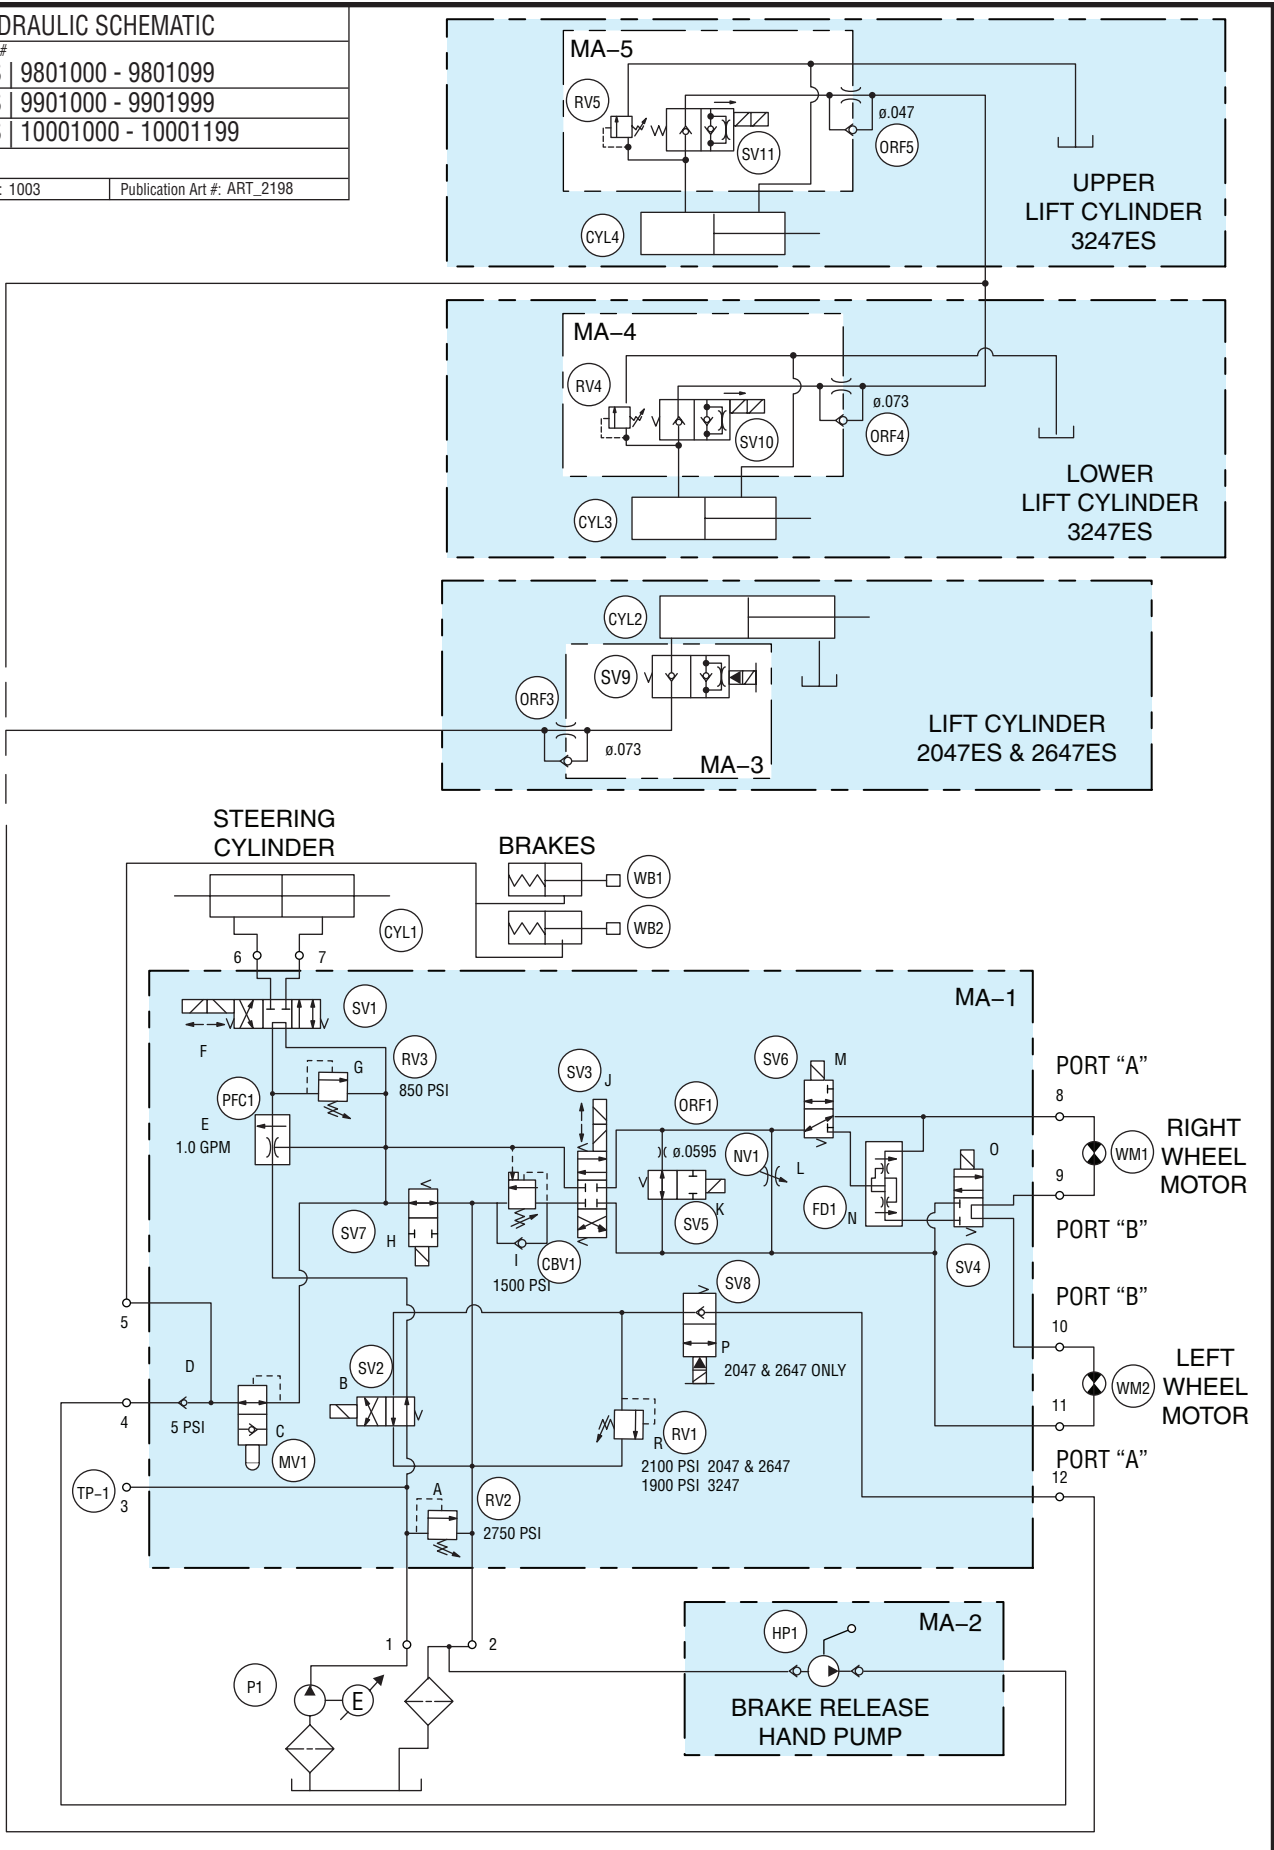 DRAULIC SCHEMATIC
#
| 9801000 - 9801099
| 9901000 - 9901999
| 10001000 - 10001199
: 1003
Publication Art #: ART_2198
MA–5
RV5
SV11
ø.047
ORF5
CYL4
UPPER
LIFT CYLINDER
3247ES
MA–4
RV4
SV10
ø.073
ORF4
CYL3
LOWER
LIFT CYLINDER
3247ES
CYL2
SV9
ORF3
ø.073
MA–3
LIFT CYLINDER
2047ES & 2647ES
STEERING
CYLINDER
BRAKES
WB1
WB2
CYL1
6
7
MA–1
SV1
F
RV3
850 PSI
G
PFC1
E
1.0 GPM
SV3
J
ORF1
ø.0595
NV1
L
SV6
M
PORT “A”
8
RIGHT
WHEEL
MOTOR
WM1
9
PORT “B”
O
FD1
N
SV4
SV7
H
I
1500 PSI
CBV1
SV5
K
SV8
P
2047 & 2647 ONLY
PORT “B”
10
LEFT
WHEEL
MOTOR
WM2
11
PORT “A”
12
5
D
4
5 PSI
C
MV1
SV2
B
R
RV1
2100 PSI 2047 & 2647
1900 PSI 3247
TP–1
3
A
RV2
2750 PSI
1
2
P1
E
HP1
MA–2
BRAKE RELEASE
HAND PUMP